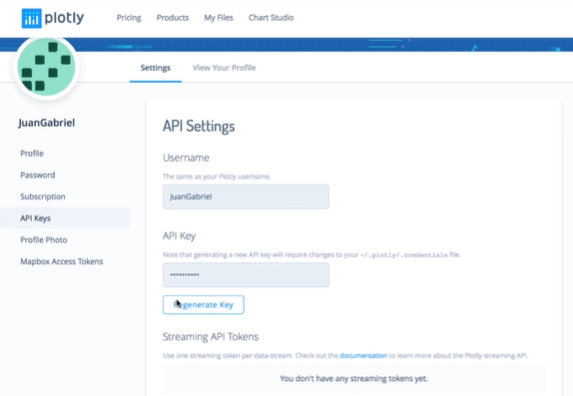 plotly
Pricing Products My Files Chart Studio
Settings View Your Profile
JuanGabriel
Profile
Password
Subscription
API Keys
Profile Photo
Mapbox Access Tokens
API Settings
Username
The same as your Plotly username.
JuanGabriel
API Key
Note that generating a new API key will require changes to your ~/.plotly/.credentials file.
••••••••••
Regenerate Key
Streaming API Tokens
Use one streaming token per data-stream. Check out the documentation to learn more about the Plotly streaming API.
You don't have any streaming tokens yet.